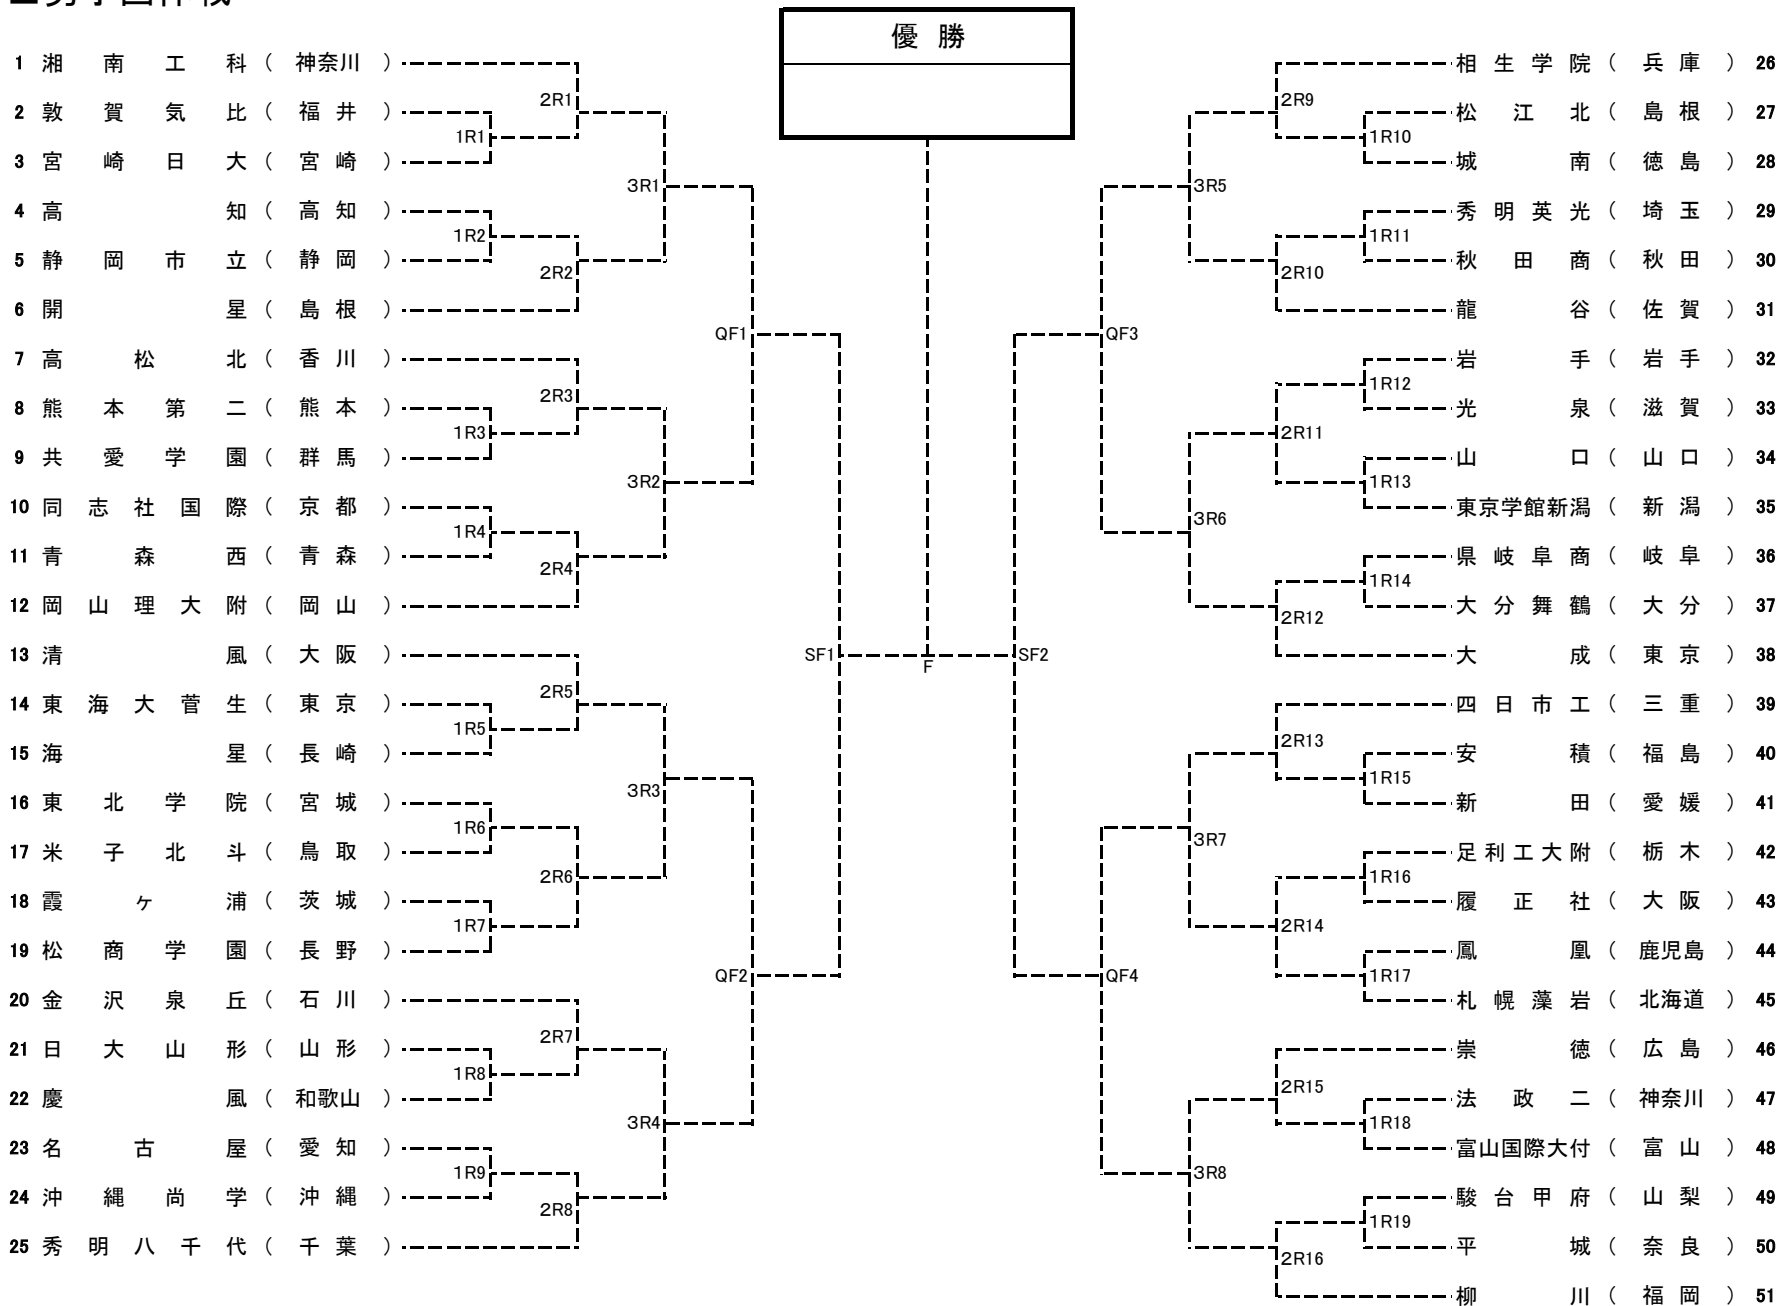 優勝
1 湘南工科 ( 神奈川 )
2 敦賀気比 ( 福井 )
3 宮崎日大 ( 宮崎 )
4 高知 ( 高知 )
5 静岡市立 ( 静岡 )
6 開星 ( 島根 )
7 高松北 ( 香川 )
8 熊本第二 ( 熊本 )
9 共愛学園 ( 群馬 )
10 同志社国際 ( 京都 )
11 青森西 ( 青森 )
12 岡山理大附 ( 岡山 )
13 清風 ( 大阪 )
14 東海大菅生 ( 東京 )
15 海星 ( 長崎 )
16 東北学院 ( 宮城 )
17 米子北斗 ( 鳥取 )
18 霞ヶ浦 ( 茨城 )
19 松商学園 ( 長野 )
20 金沢泉丘 ( 石川 )
21 日大山形 ( 山形 )
22 慶風 ( 和歌山 )
23 名古屋 ( 愛知 )
24 沖縄尚学 ( 沖縄 )
25 秀明八千代 ( 千葉 )
1R1
1R2
1R3
1R4
1R5
1R6
1R7
1R8
1R9
2R1
2R2
2R3
2R4
2R5
2R6
2R7
2R8
3R1
3R2
3R3
3R4
QF1
QF2
SF1
F
SF2
QF3
QF4
3R5
3R6
3R7
3R8
2R9
2R10
2R11
2R12
2R13
2R14
2R15
2R16
1R10
1R11
1R12
1R13
1R14
1R15
1R16
1R17
1R18
1R19
相生学院 ( 兵庫 ) 26
松江北 ( 島根 ) 27
城南 ( 徳島 ) 28
秀明英光 ( 埼玉 ) 29
秋田商 ( 秋田 ) 30
龍谷 ( 佐賀 ) 31
岩手 ( 岩手 ) 32
光泉 ( 滋賀 ) 33
山口 ( 山口 ) 34
東京学館新潟 ( 新潟 ) 35
県岐阜商 ( 岐阜 ) 36
大分舞鶴 ( 大分 ) 37
大成 ( 東京 ) 38
四日市工 ( 三重 ) 39
安積 ( 福島 ) 40
新田 ( 愛媛 ) 41
足利工大附 ( 栃木 ) 42
履正社 ( 大阪 ) 43
鳳凰 ( 鹿児島 ) 44
札幌藻岩 ( 北海道 ) 45
崇徳 ( 広島 ) 46
法政二 ( 神奈川 ) 47
富山国際大付 ( 富山 ) 48
駿台甲府 ( 山梨 ) 49
平城 ( 奈良 ) 50
柳川 ( 福岡 ) 51